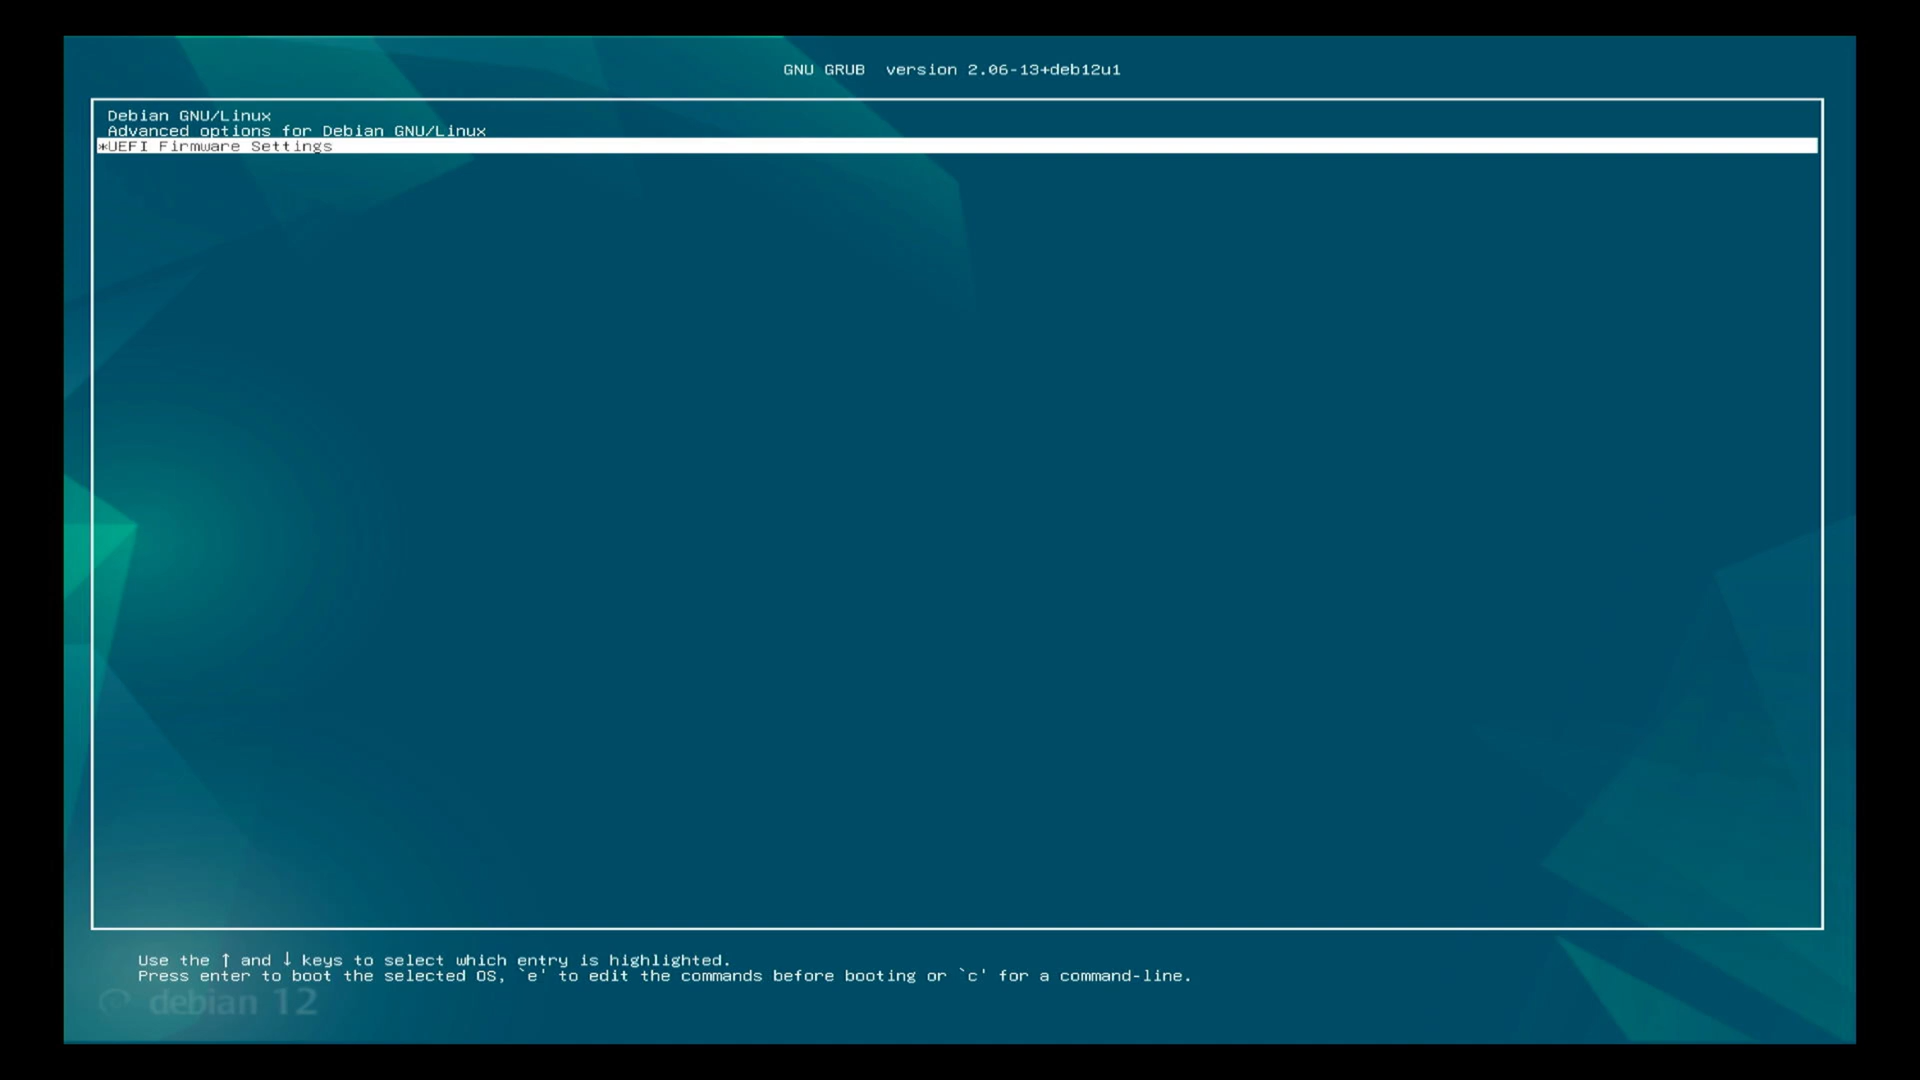 GNU GRUB  version 2.06-13+deb12u1
Debian GNU/Linux
Advanced options for Debian GNU/Linux
*UEFI Firmware Settings
Use the ↑ and ↓ keys to select which entry is highlighted.
Press enter to boot the selected OS, `e' to edit the commands before booting or `c' for a command-line.
debian 12